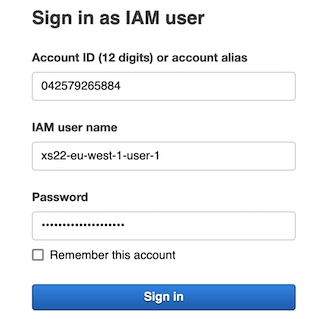 Sign in as IAM user
Account ID (12 digits) or account alias
042579265884
IAM user name
xs22-eu-west-1-user-1
Password
••••••••••••••••••••
Remember this account
Sign in